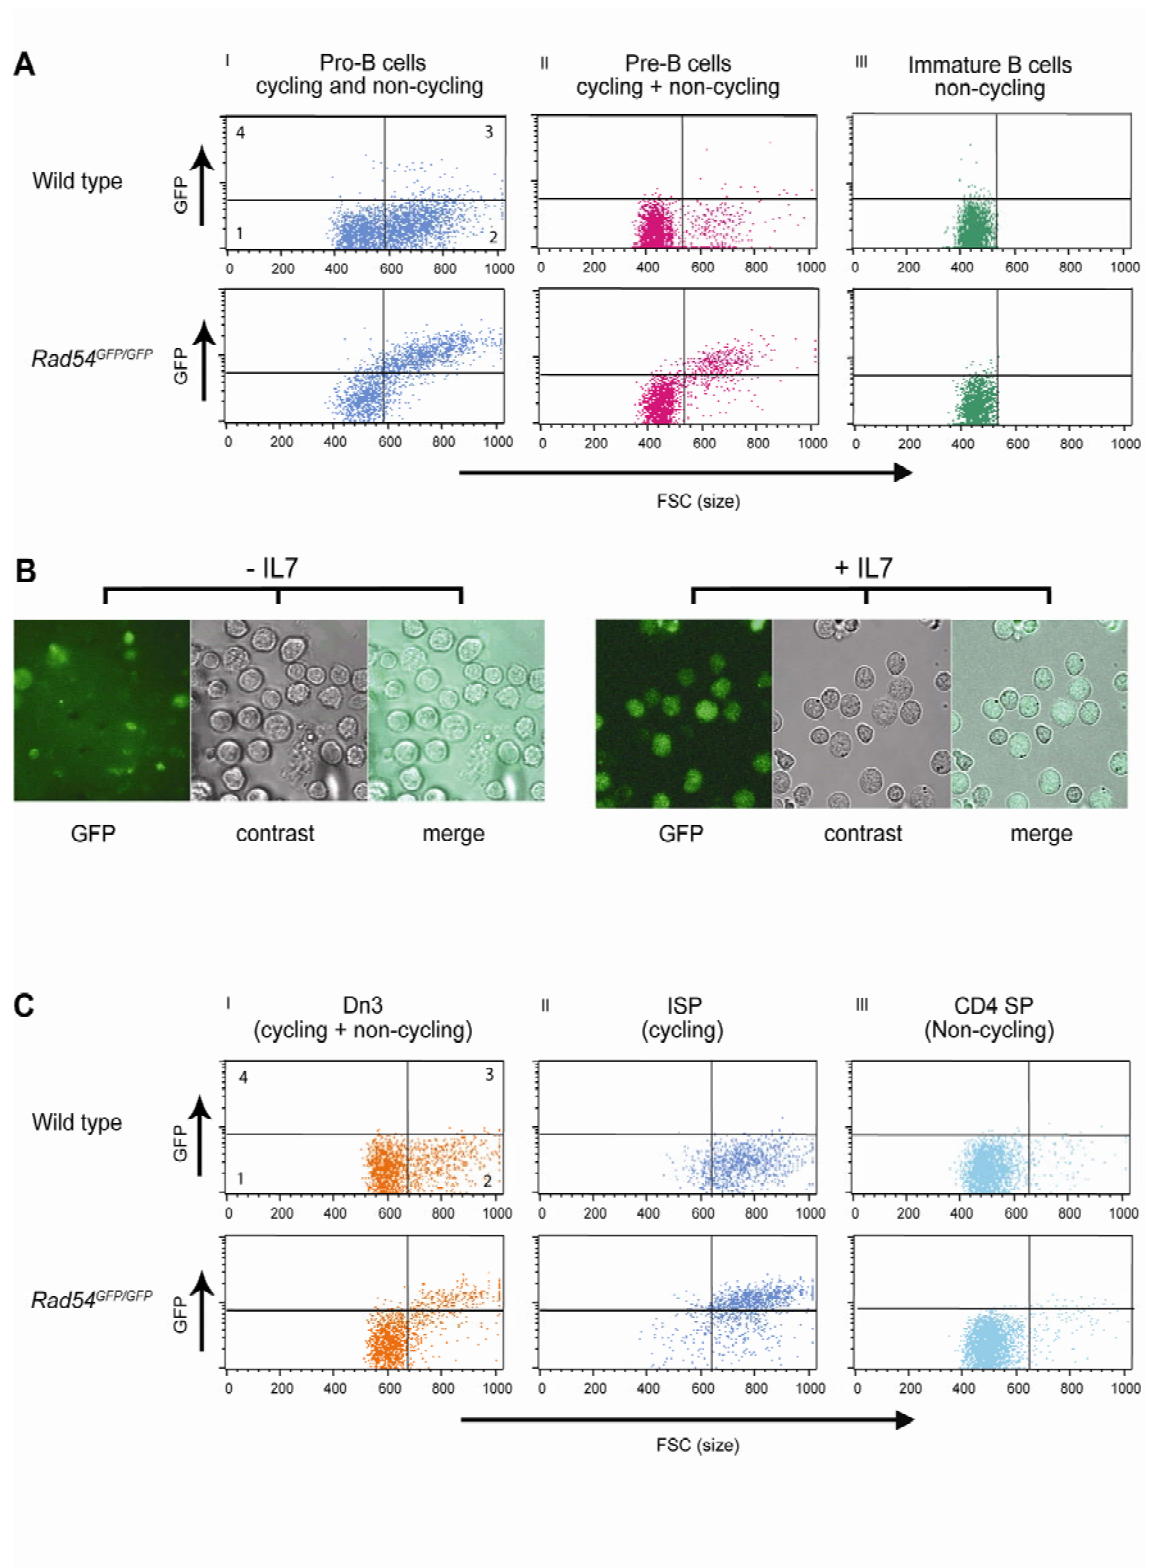 A
I
Pro-B cells
cycling and non-cycling
II
Pre-B cells
cycling + non-cycling
III
Immature B cells
non-cycling
Wild type
GFP
4
3
1
2
0 200 400 600 800 1000
0 200 400 600 800 1000
0 200 400 600 800 1000
Rad54GFP/GFP
GFP
0 200 400 600 800 1000
0 200 400 600 800 1000
0 200 400 600 800 1000
FSC (size)
B
- IL7
+ IL7
GFP
contrast
merge
GFP
contrast
merge
C
I
Dn3
(cycling + non-cycling)
II
ISP
(cycling)
III
CD4 SP
(Non-cycling)
Wild type
GFP
4
3
1
2
0 200 400 600 800 1000
0 200 400 600 800 1000
0 200 400 600 800 1000
Rad54GFP/GFP
GFP
0 200 400 600 800 1000
0 200 400 600 800 1000
0 200 400 600 800 1000
FSC (size)